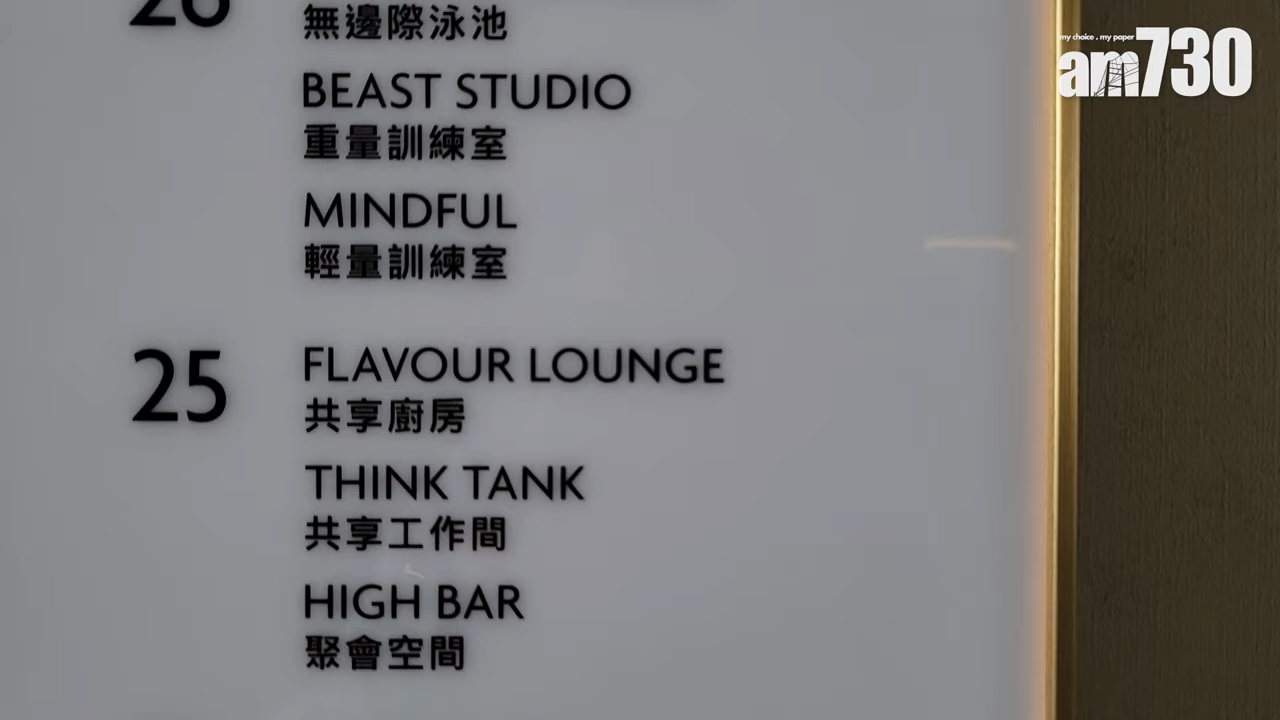 26
無邊際泳池
BEAST STUDIO
重量訓練室
MINDFUL
輕量訓練室
25
FLAVOUR LOUNGE
共享廚房
THINK TANK
共享工作間
HIGH BAR
聚會空間
my choice . my paper
am730